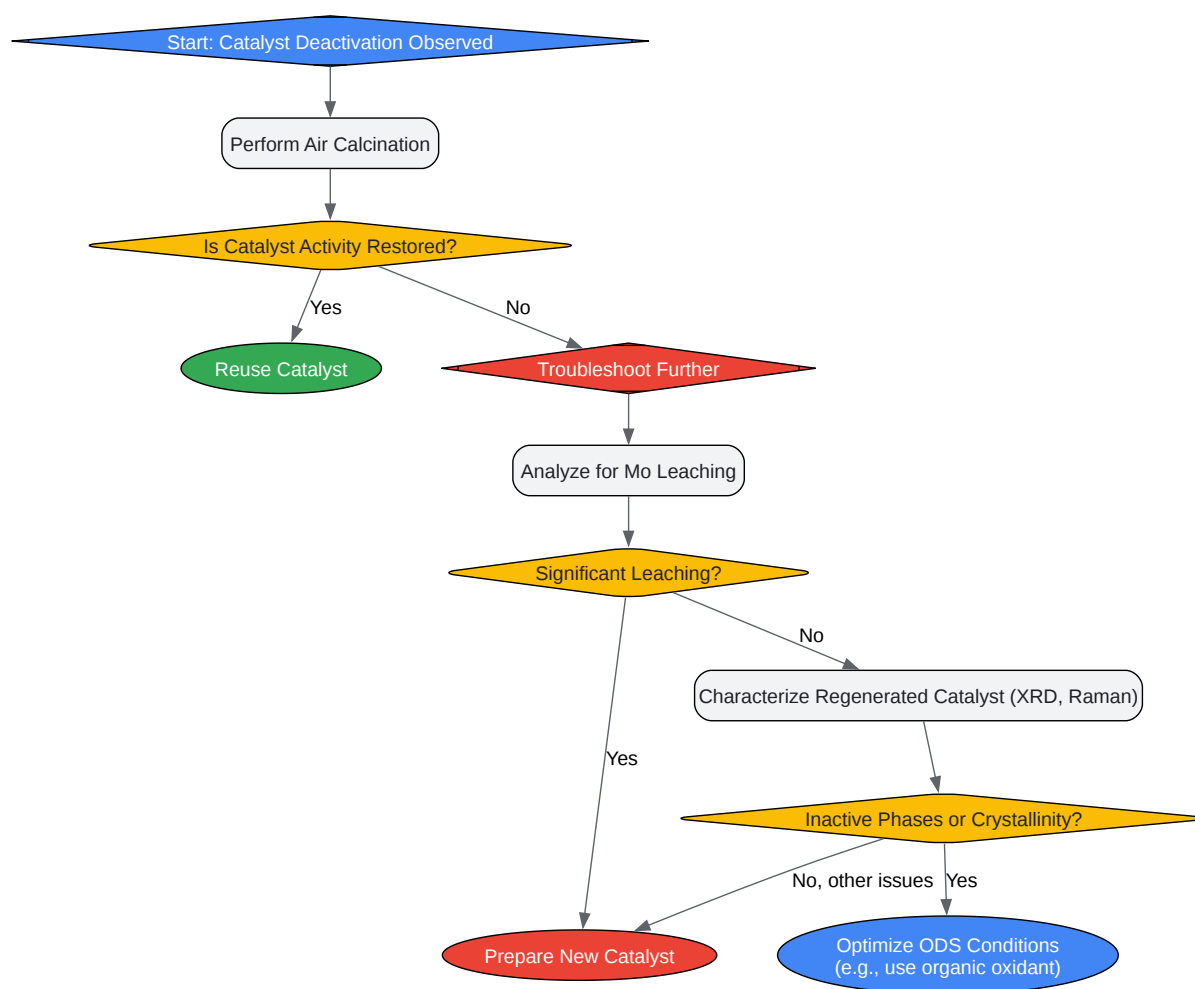 Start: Catalyst Deactivation Observed
Perform Air Calcination
Is Catalyst Activity Restored?
Yes
No
Reuse Catalyst
Troubleshoot Further
Analyze for Mo Leaching
Significant Leaching?
No
Characterize Regenerated Catalyst (XRD, Raman)
Yes
Inactive Phases or Crystallinity?
No, other issues
Yes
Prepare New Catalyst
Optimize ODS Conditions
(e.g., use organic oxidant)